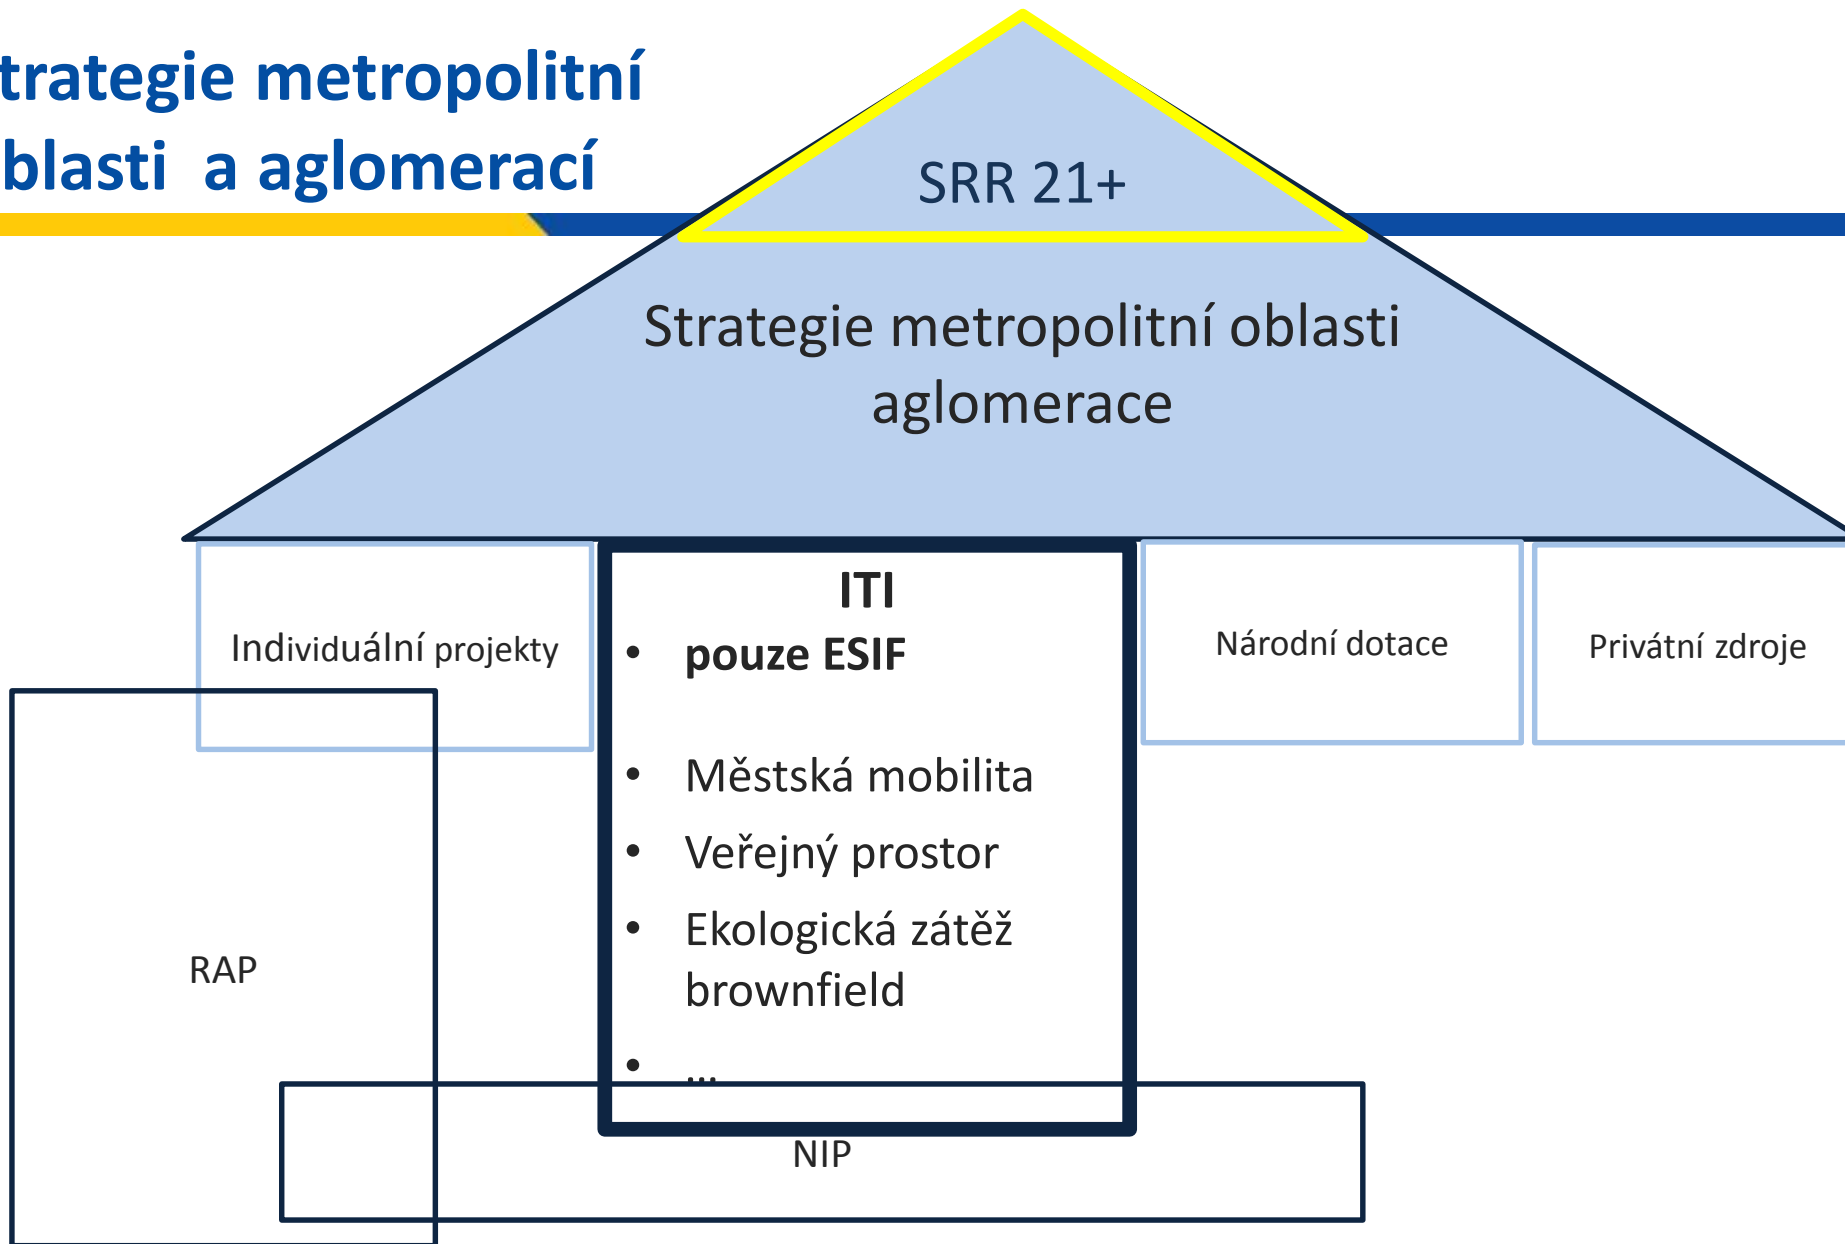 trategie metropolitní
blasti a aglomerací
SRR 21+
Strategie metropolitní oblasti
aglomerace
Individuální projekty
ITI
• pouze ESIF
• Městská mobilita
• Veřejný prostor
• Ekologická zátěž
brownfield
• ...
Národní dotace
Privátní zdroje
RAP
NIP